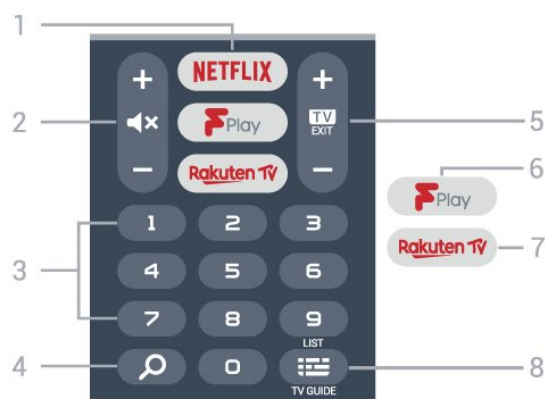 1
NETFLIX
2
+
+
F Play
TV
EXIT
5
−
−
Rakuten TV
6
F Play
3
1 2 3
Rakuten TV
7
4 5 6
7 8 9
LIST
4
0
8
TV GUIDE